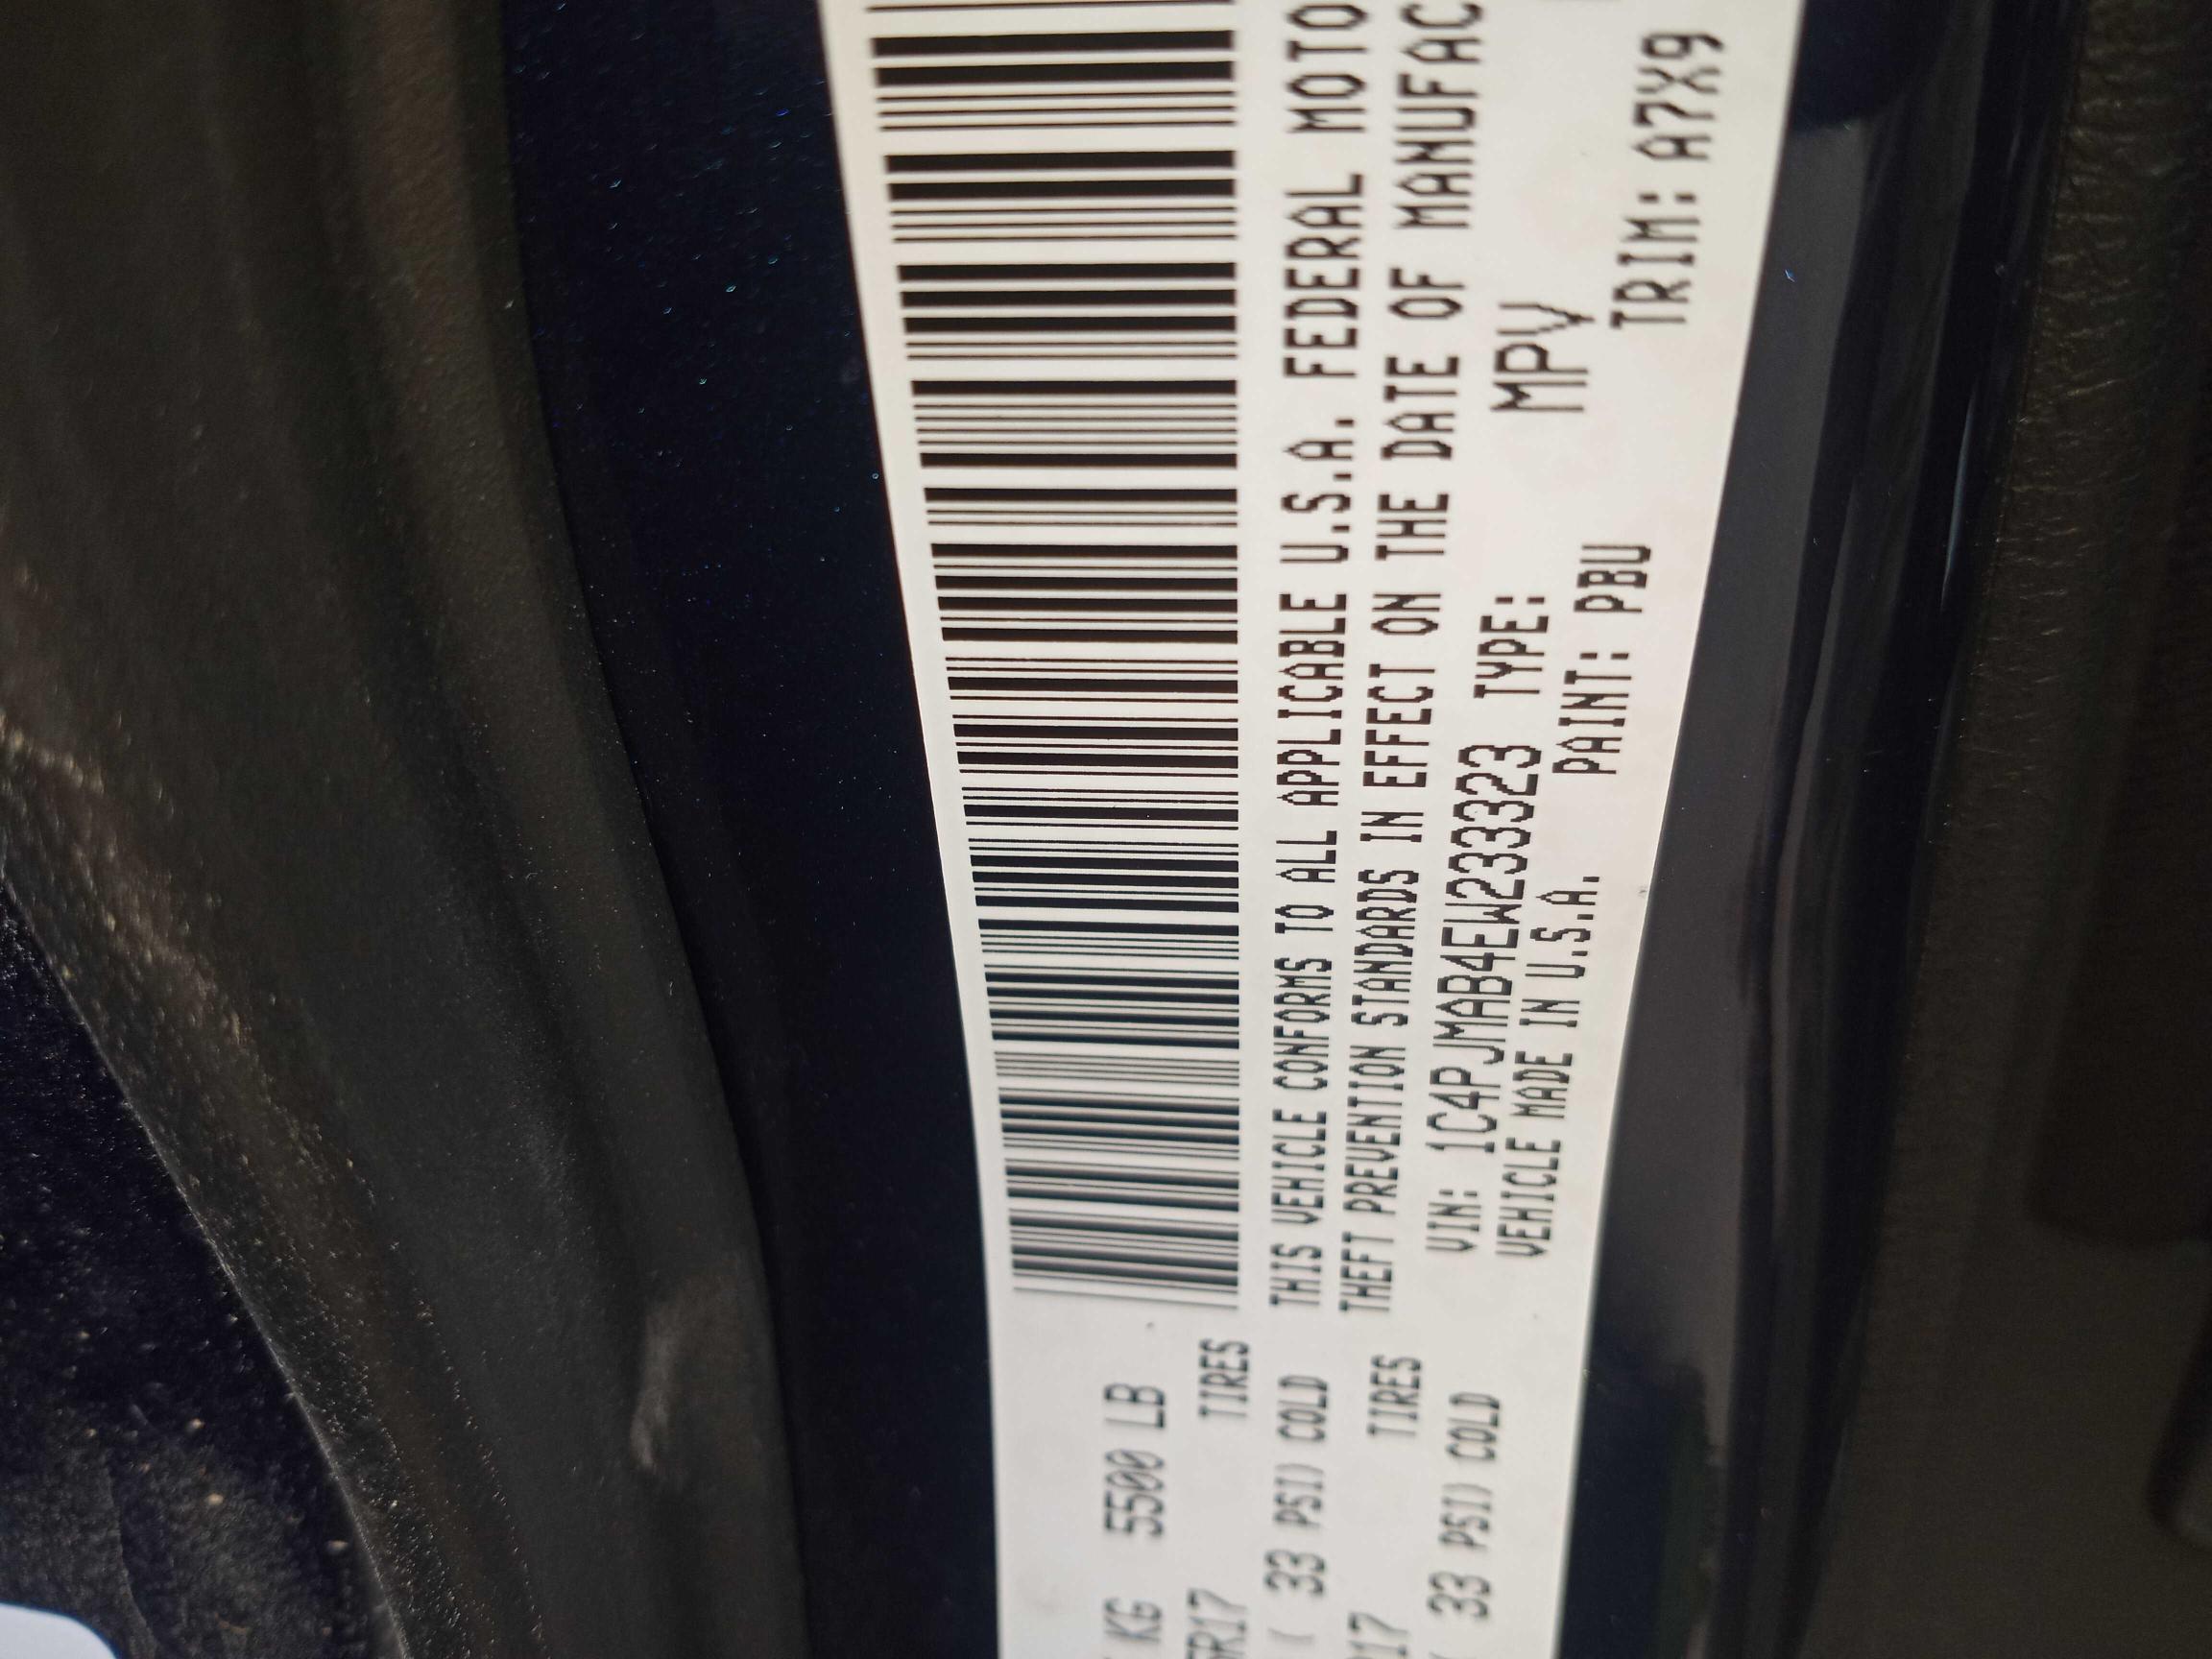 KG 5500 LB
5R17 TIRES
( 33 PSI) COLD
R17 TIRES
( 33 PSI) COLD
THIS VEHICLE CONFORMS TO ALL APPLICABLE U.S.A. FEDERAL MOTO
THEFT PREVENTION STANDARDS IN EFFECT ON THE DATE OF MANUFAC
VIN: 1C4PJMAB4EW233323 TYPE: MPV
VEHICLE MADE IN U.S.A. PAINT: PBU TRIM: A7X9